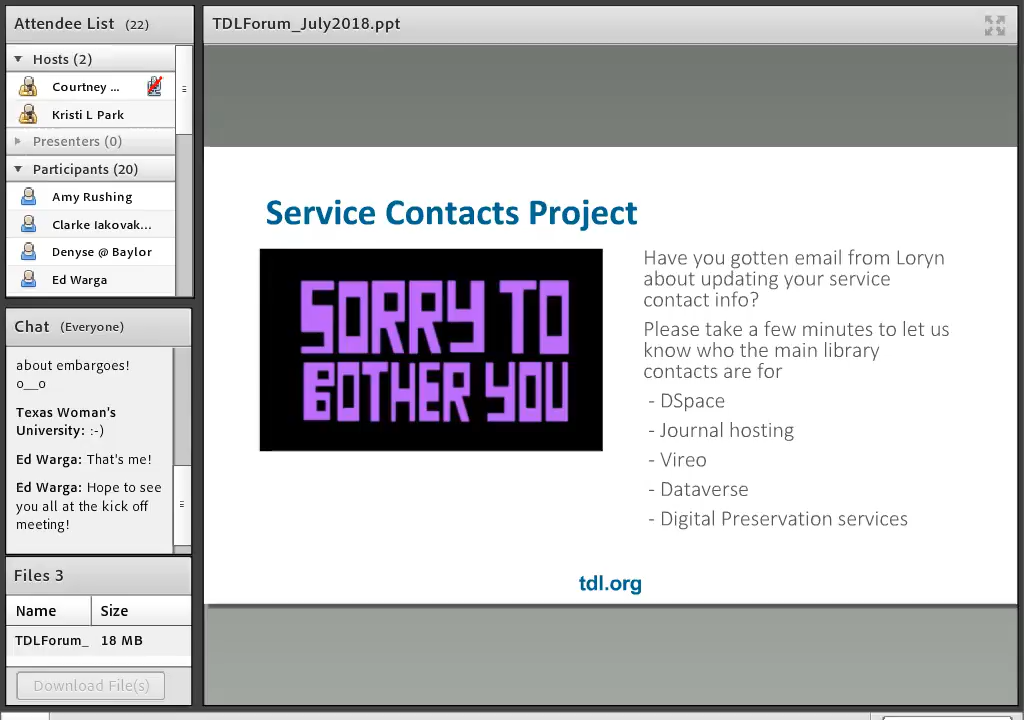 Attendee List (22)
Hosts (2)
Courtney ...
Kristi L Park
Presenters (0)
Participants (20)
Amy Rushing
Clarke Iakovak...
Denyse @ Baylor
Ed Warga
Chat (Everyone)
about embargoes!
o__o
Texas Woman's
University: :-)
Ed Warga: That's me!
Ed Warga: Hope to see
you all at the kick off
meeting!
Files 3
Name Size
TDLForum_ 18 MB
Download File(s)
TDLForum_July2018.ppt
Service Contacts Project
SORRY TO
BOTHER YOU
Have you gotten email from Loryn
about updating your service
contact info?
Please take a few minutes to let us
know who the main library
contacts are for
- DSpace
- Journal hosting
- Vireo
- Dataverse
- Digital Preservation services
tdl.org